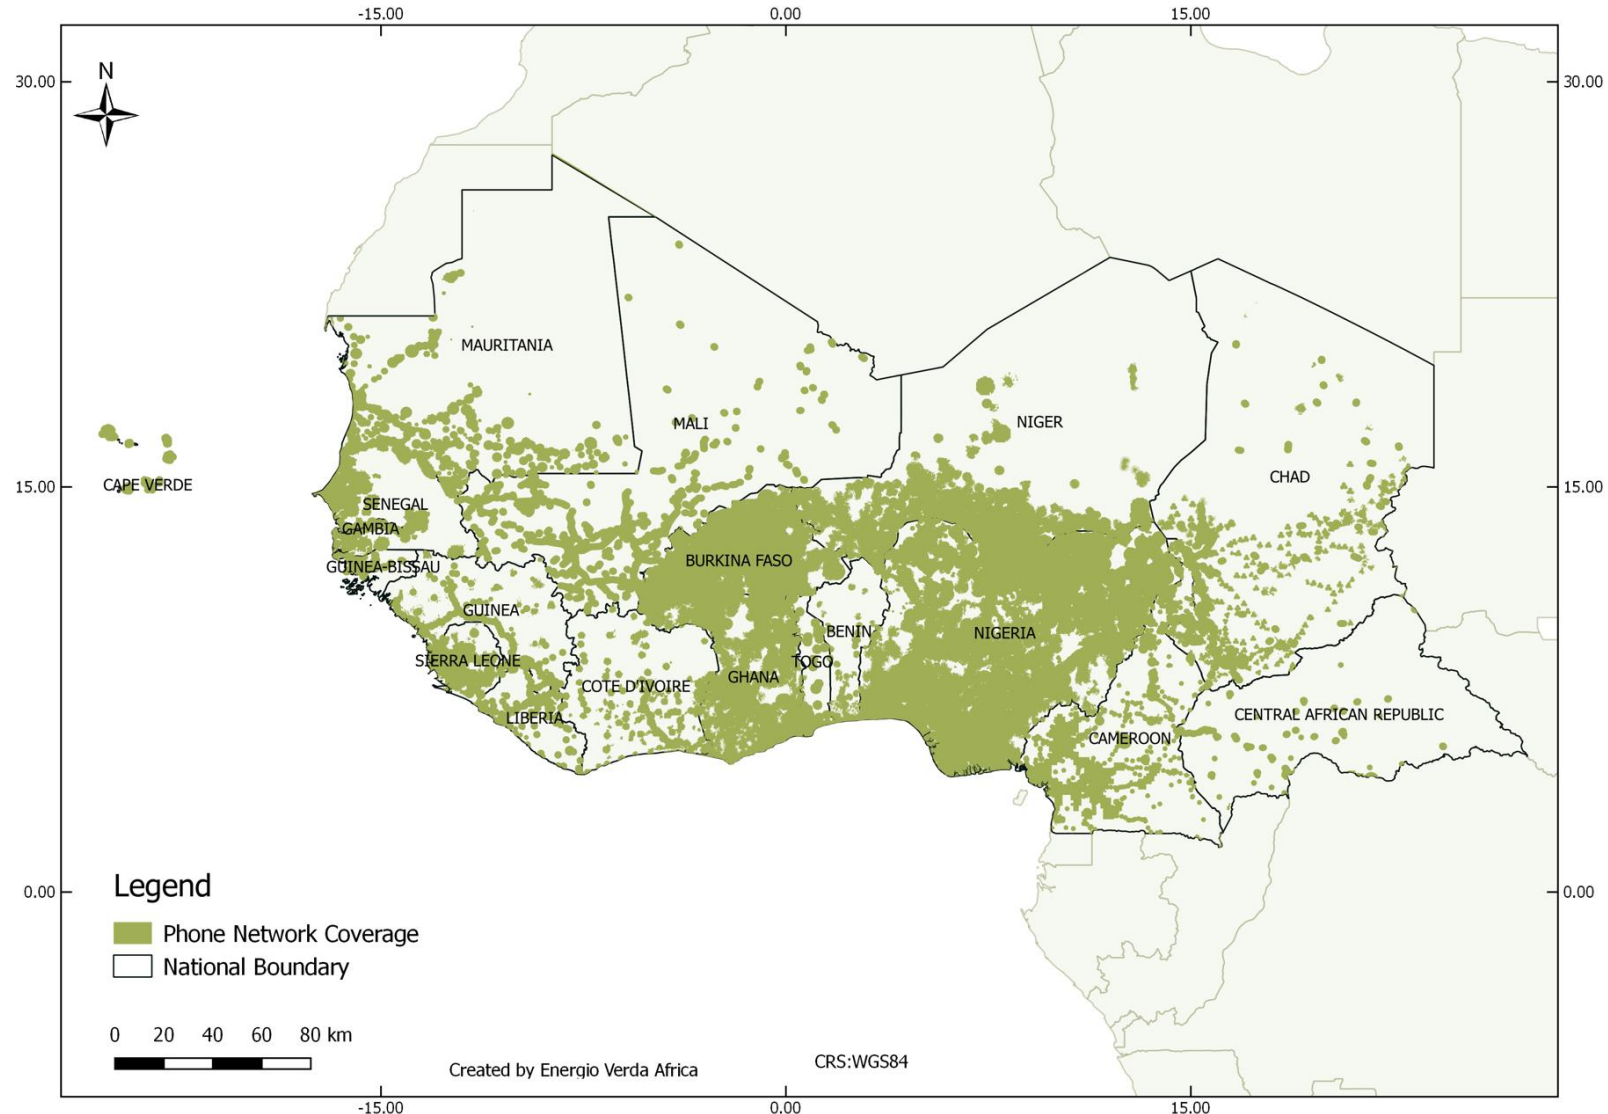 -15.00
0.00
15.00
30.00
30.00
N
MAURITANIA
MALI
NIGER
CHAD
CAPE VERDE
15.00
15.00
SENEGAL
GAMBIA
GUINEA-BISSAU
BURKINA FASO
GUINEA
BENIN
NIGERIA
SIERRA LEONE
TOGO
GHANA
COTE D'IVOIRE
LIBERIA
CENTRAL AFRICAN REPUBLIC
CAMEROON
0.00
0.00
Legend
Phone Network Coverage
National Boundary
0 20 40 60 80 km
Created by Energio Verda Africa
CRS:WGS84
-15.00
0.00
15.00